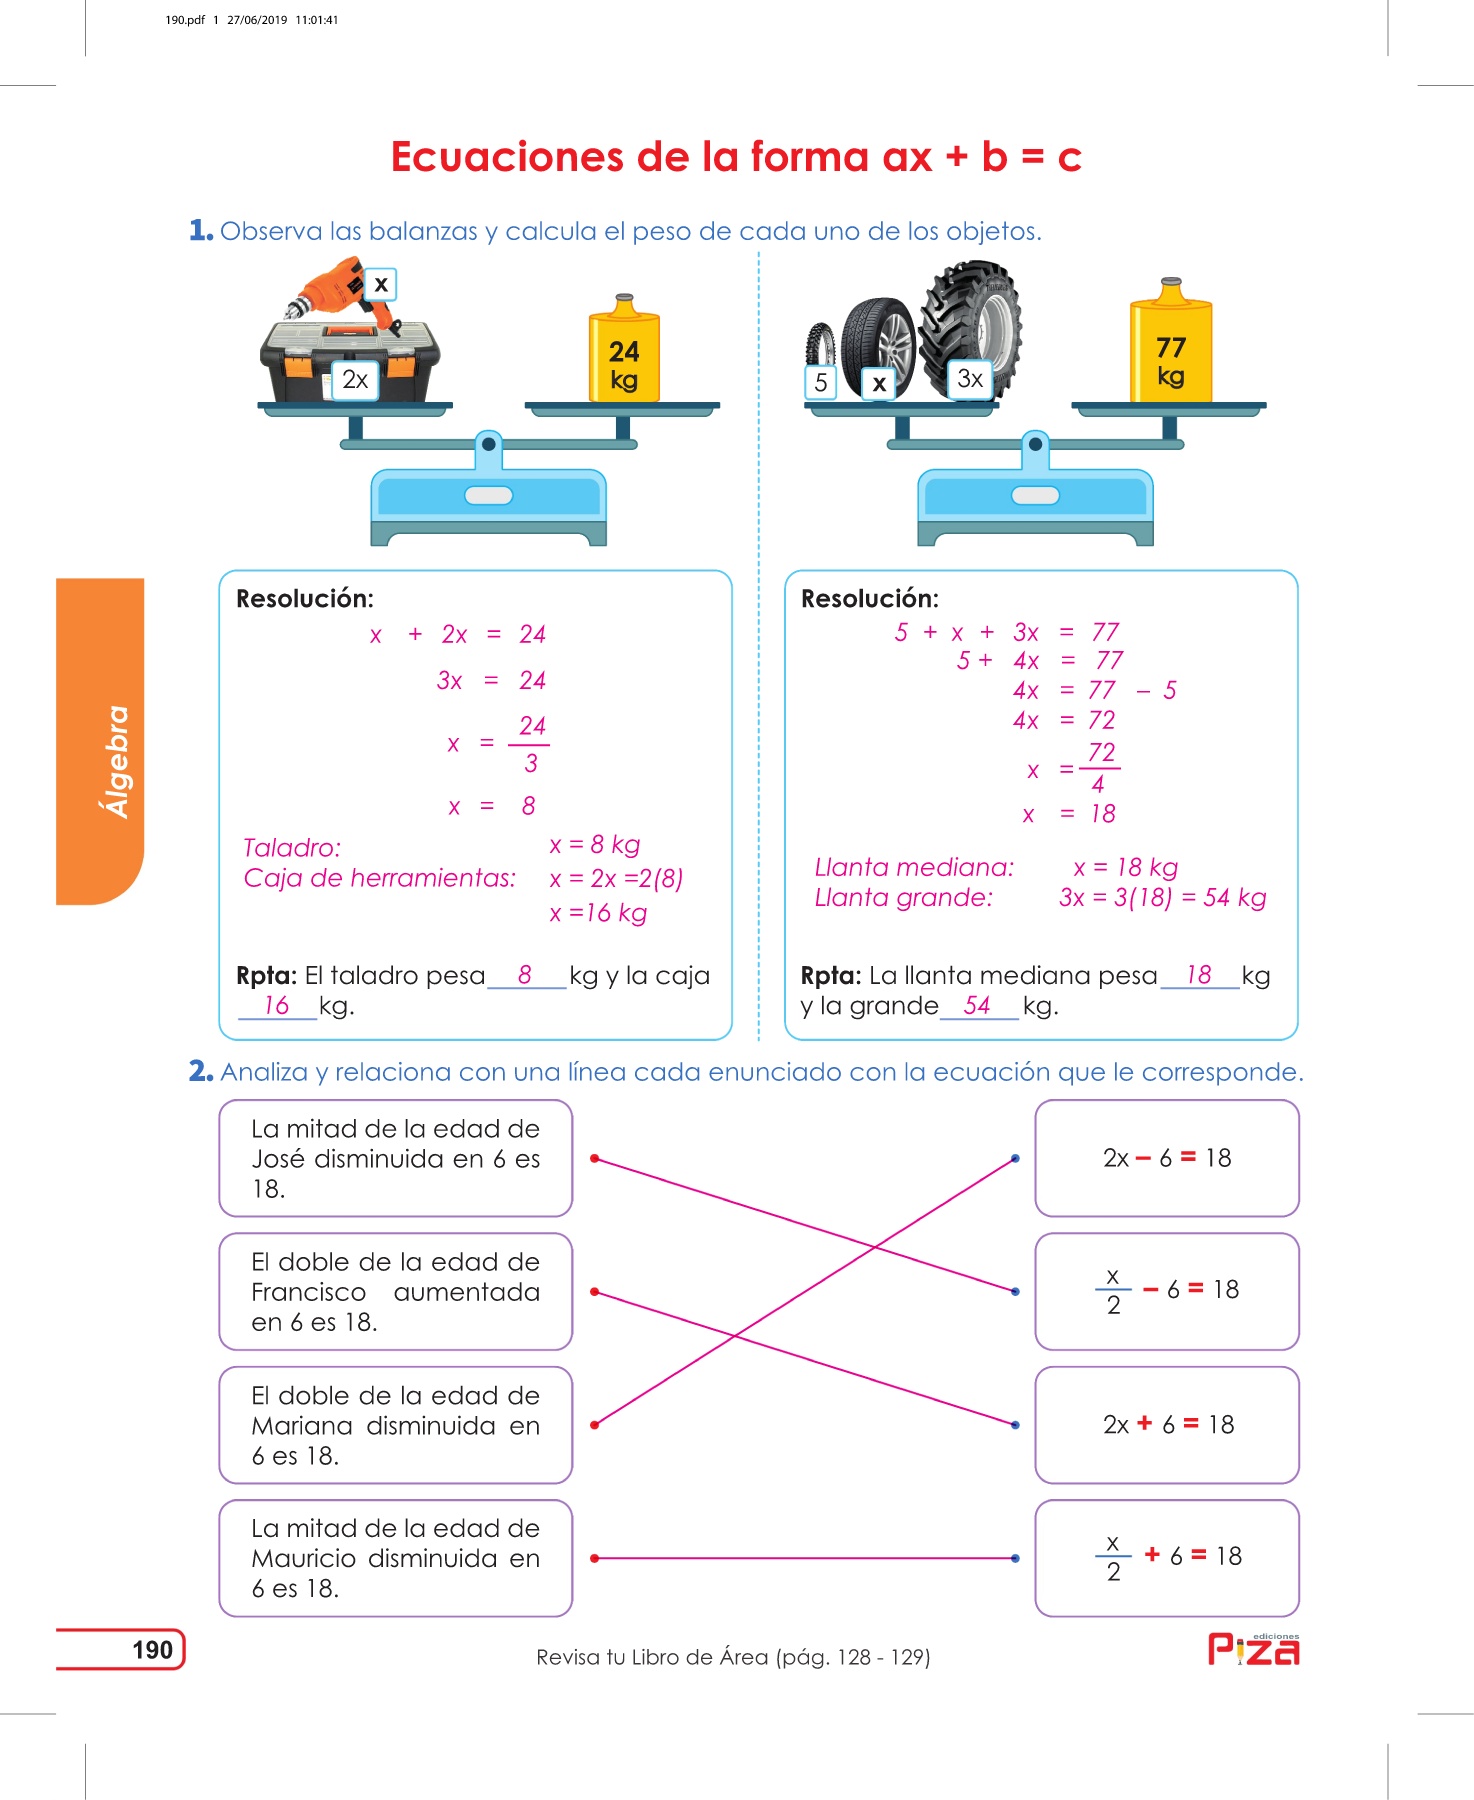 190.pdf 1 27/06/2019 11:01:41
Ecuaciones de la forma ax + b = c
1. Observa las balanzas y calcula el peso de cada uno de los objetos.
x
2x
24
kg
5
x
3x
77
kg
Resolución:
x + 2x = 24
3x = 24
x = 24/3
x = 8
Taladro: x = 8 kg
Caja de herramientas: x = 2x =2(8)
x =16 kg
Rpta: El taladro pesa 8 kg y la caja
16 kg.
Resolución:
5 + x + 3x = 77
5 + 4x = 77
4x = 77 – 5
4x = 72
x = 72/4
x = 18
Llanta mediana: x = 18 kg
Llanta grande: 3x = 3(18) = 54 kg
Rpta: La llanta mediana pesa 18 kg
y la grande 54 kg.
Álgebra
2. Analiza y relaciona con una línea cada enunciado con la ecuación que le corresponde.
La mitad de la edad de
José disminuida en 6 es
18.
2x – 6 = 18
El doble de la edad de
Francisco aumentada
en 6 es 18.
x/2 – 6 = 18
El doble de la edad de
Mariana disminuida en
6 es 18.
2x + 6 = 18
La mitad de la edad de
Mauricio disminuida en
6 es 18.
x/2 + 6 = 18
190
Revisa tu Libro de Área (pág. 128 - 129)
ediciones
Piza